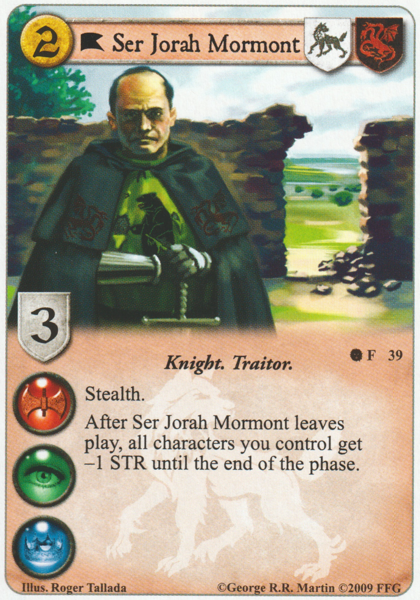 2 Ser Jorah Mormont
3
Knight. Traitor.
F 39
Stealth.
After Ser Jorah Mormont leaves
play, all characters you control get
–1 STR until the end of the phase.
Illus. Roger Tallada ©George R.R. Martin ©2009 FFG